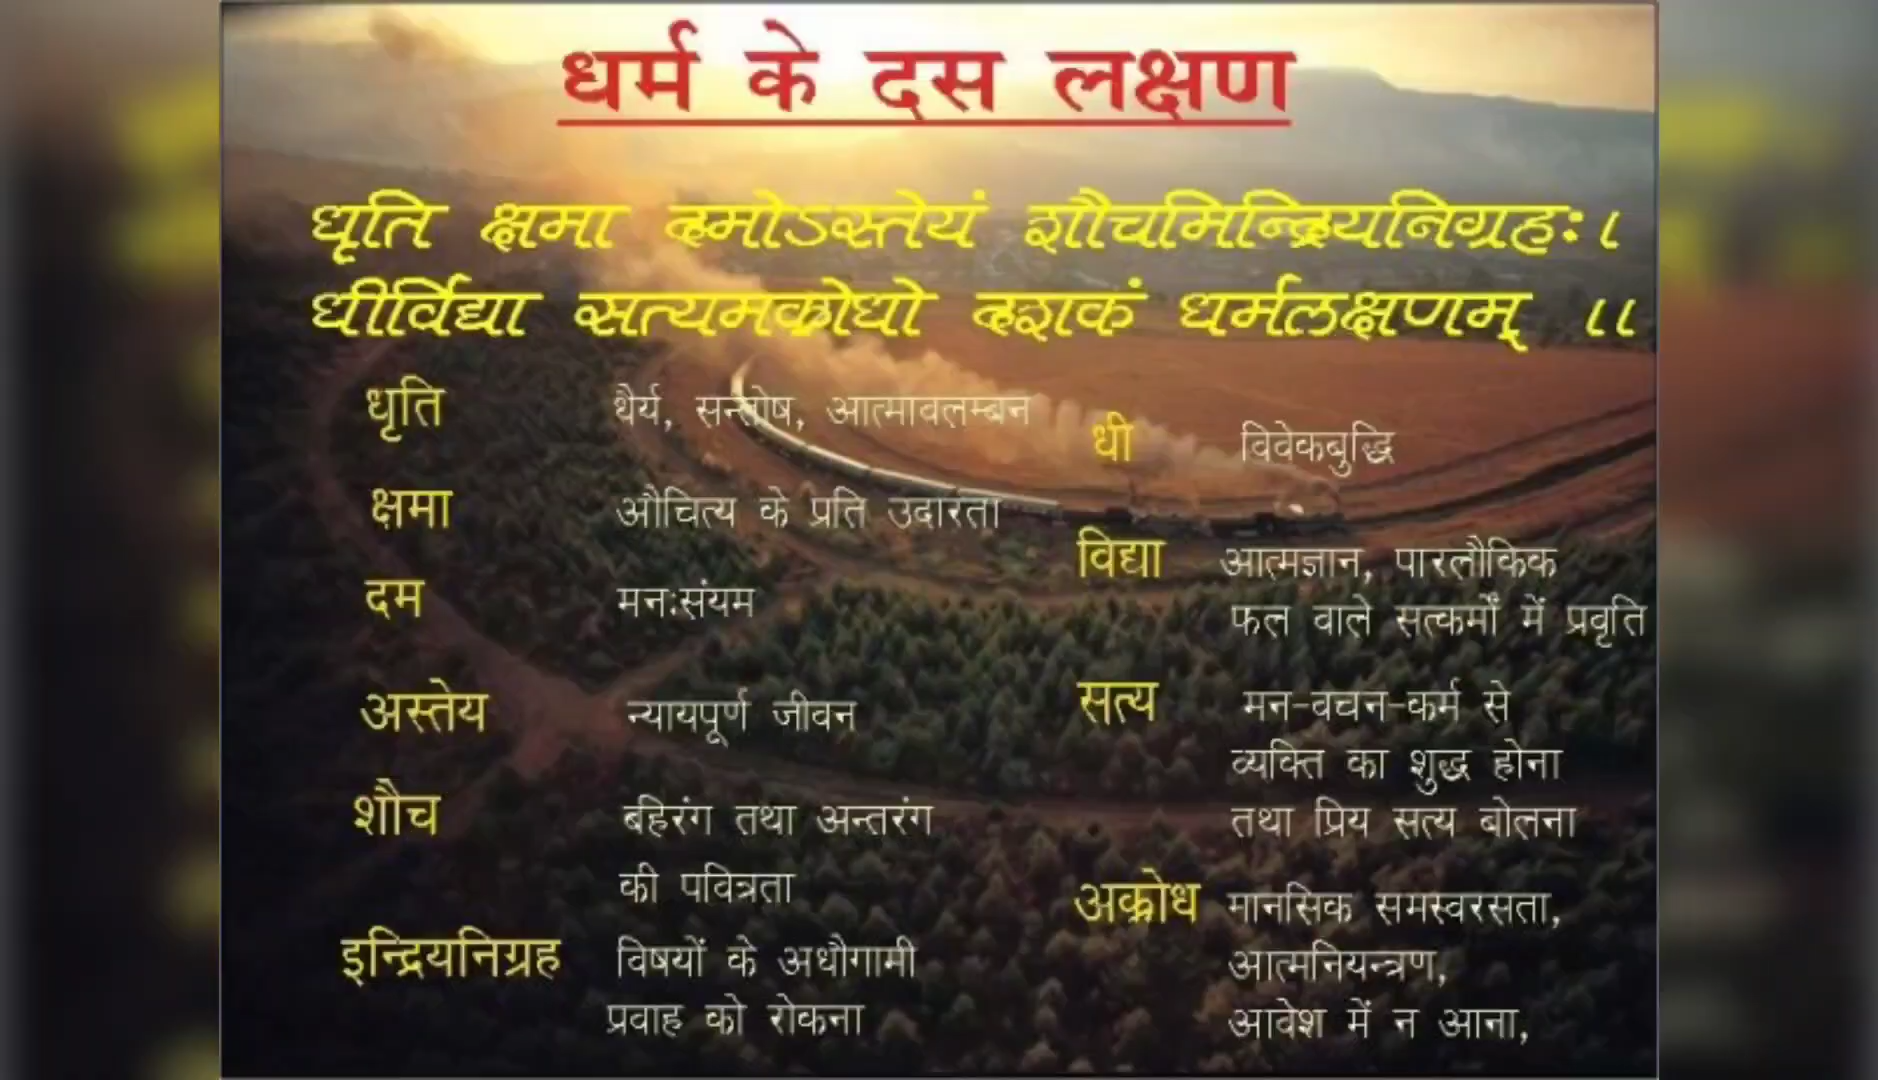 धर्म के दस लक्षण
धृति क्षमा दमोऽस्तेयं शौचमिन्द्रियनिग्रहः।
धीर्विद्या सत्यमक्रोधो दशकं धर्मलक्षणम् ।।
धृति धैर्य, सन्तोष, आत्मावलम्बन
क्षमा औचित्य के प्रति उदारता
दम मनःसंयम
अस्तेय न्यायपूर्ण जीवन
शौच बहिरंग तथा अन्तरंग
की पवित्रता
इन्द्रियनिग्रह विषयों के अधौगामी
प्रवाह को रोकना
धी विवेकबुद्धि
विद्या आत्मज्ञान, पारलौकिक
फल वाले सत्कर्मों में प्रवृति
सत्य मन-वचन-कर्म से
व्यक्ति का शुद्ध होना
तथा प्रिय सत्य बोलना
अक्रोध मानसिक समस्वरसता,
आत्मनियन्त्रण,
आवेश में न आना,